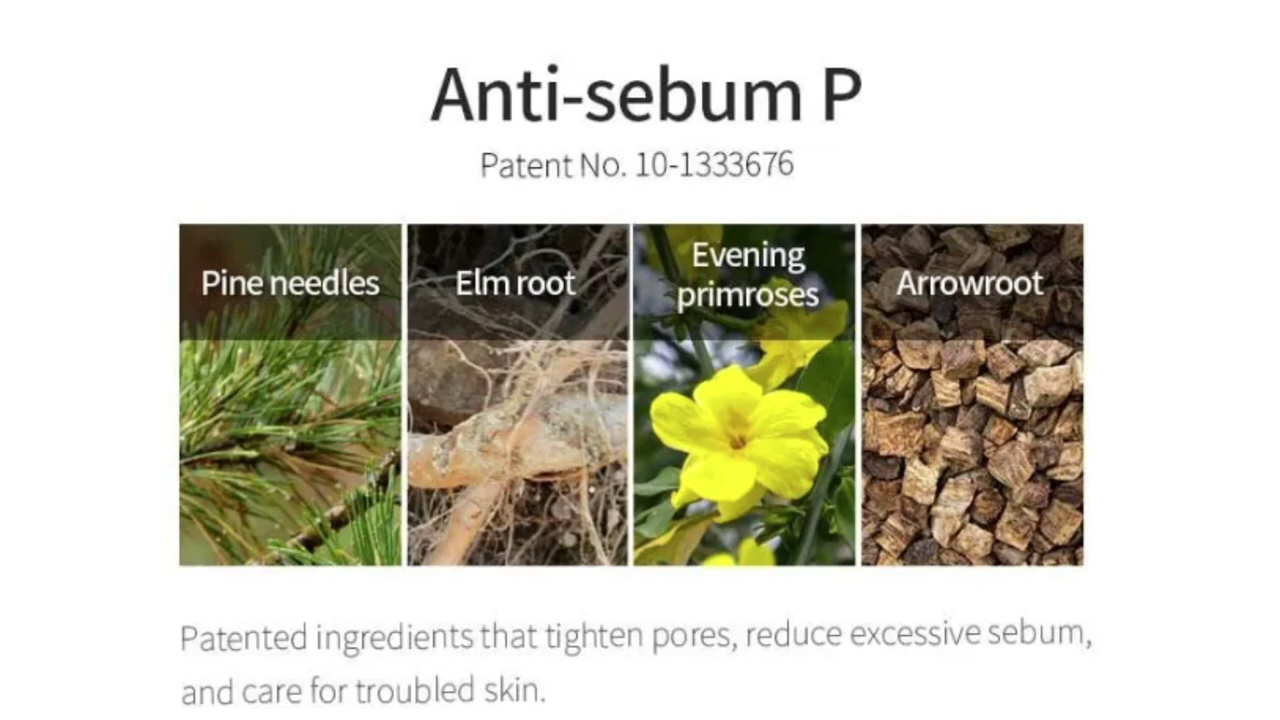 Anti-sebum P
Patent No. 10-1333676
Pine needles
Elm root
Evening
primroses
Arrowroot
Patented ingredients that tighten pores, reduce excessive sebum,
and care for troubled skin.